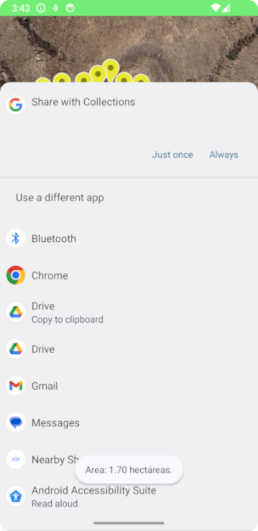 3:43
Share with Collections
Just once Always
Use a different app
Bluetooth
Chrome
Drive
Copy to clipboard
Drive
Gmail
Messages
Nearby Sh
Area: 1.70 hectáreas.
Android Accessibility Suite
Read aloud